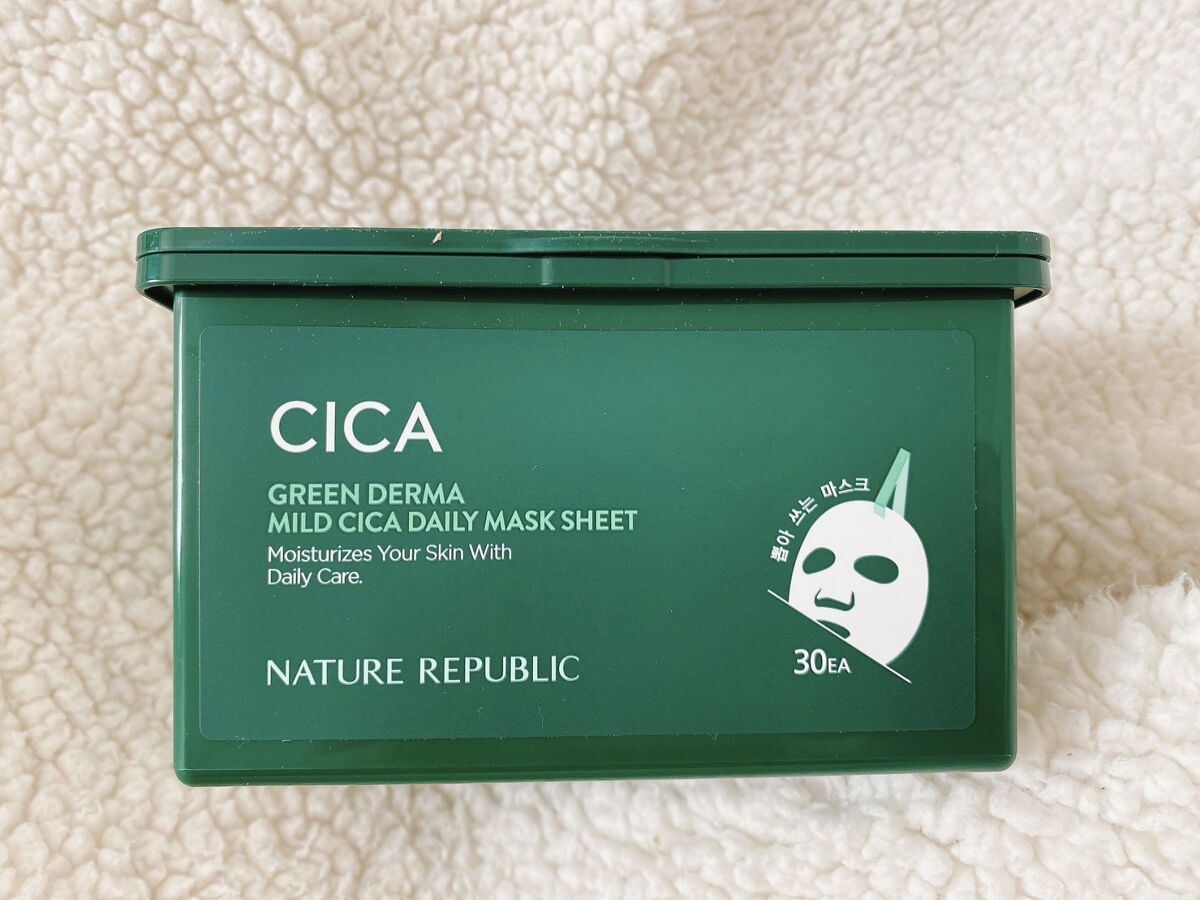 CICA
GREEN DERMA
MILD CICA DAILY MASK SHEET
Moisturizes Your Skin With
Daily Care.
NATURE REPUBLIC
뽑아 쓰는 마스크
30EA